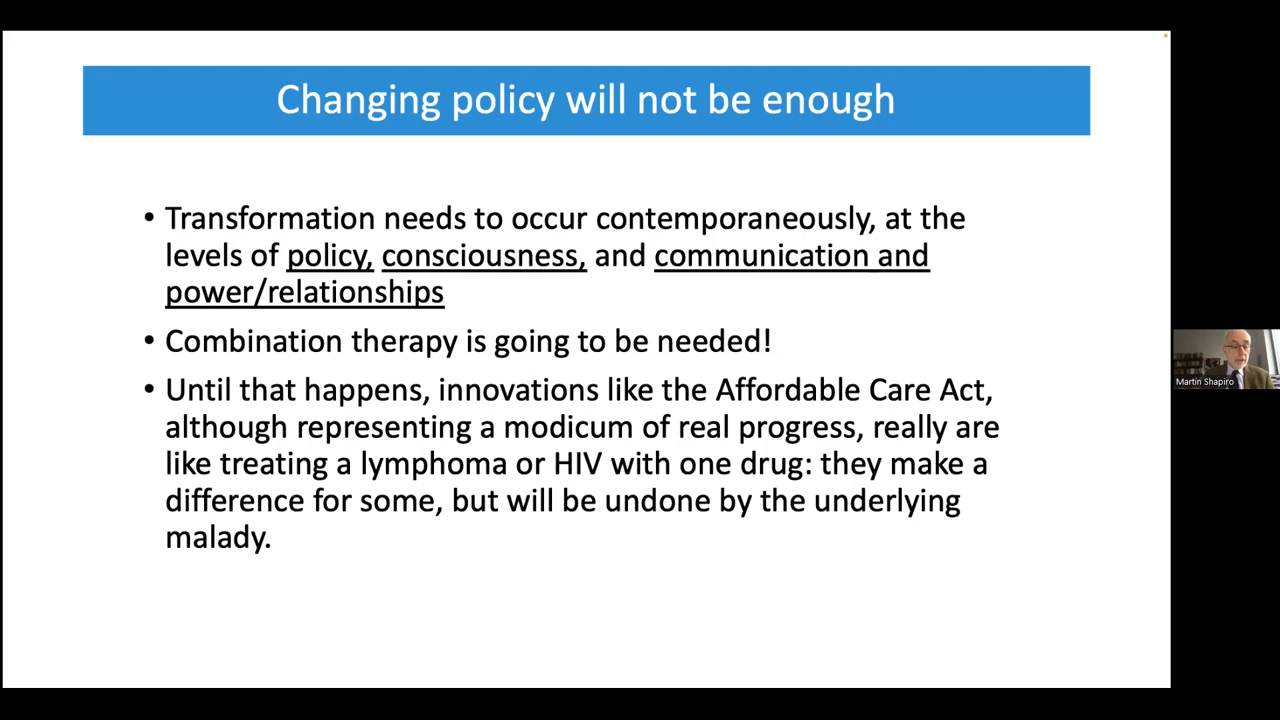 Changing policy will not be enough
• Transformation needs to occur contemporaneously, at the
levels of policy, consciousness, and communication and
power/relationships
• Combination therapy is going to be needed!
• Until that happens, innovations like the Affordable Care Act,
although representing a modicum of real progress, really are
like treating a lymphoma or HIV with one drug: they make a
difference for some, but will be undone by the underlying
malady.
Martin Shapiro